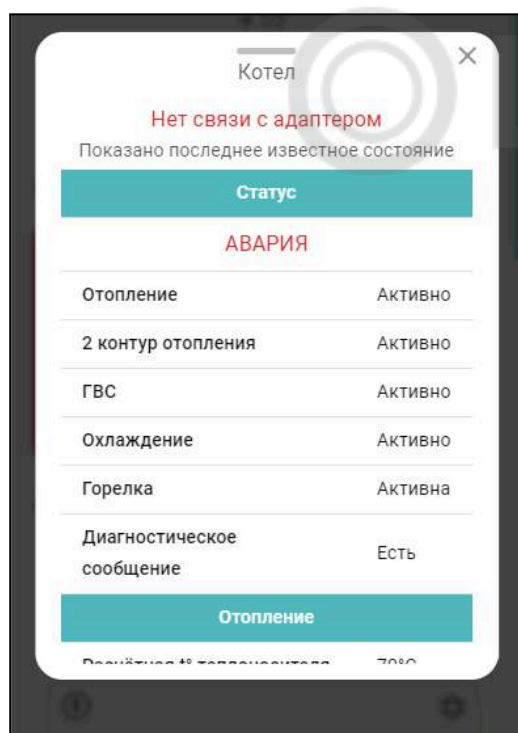 Котел
Нет связи с адаптером
Показано последнее известное состояние
Статус
АВАРИЯ
Отопление Активно
2 контур отопления Активно
ГВС Активно
Охлаждение Активно
Горелка Активна
Диагностическое
сообщение Есть
Отопление